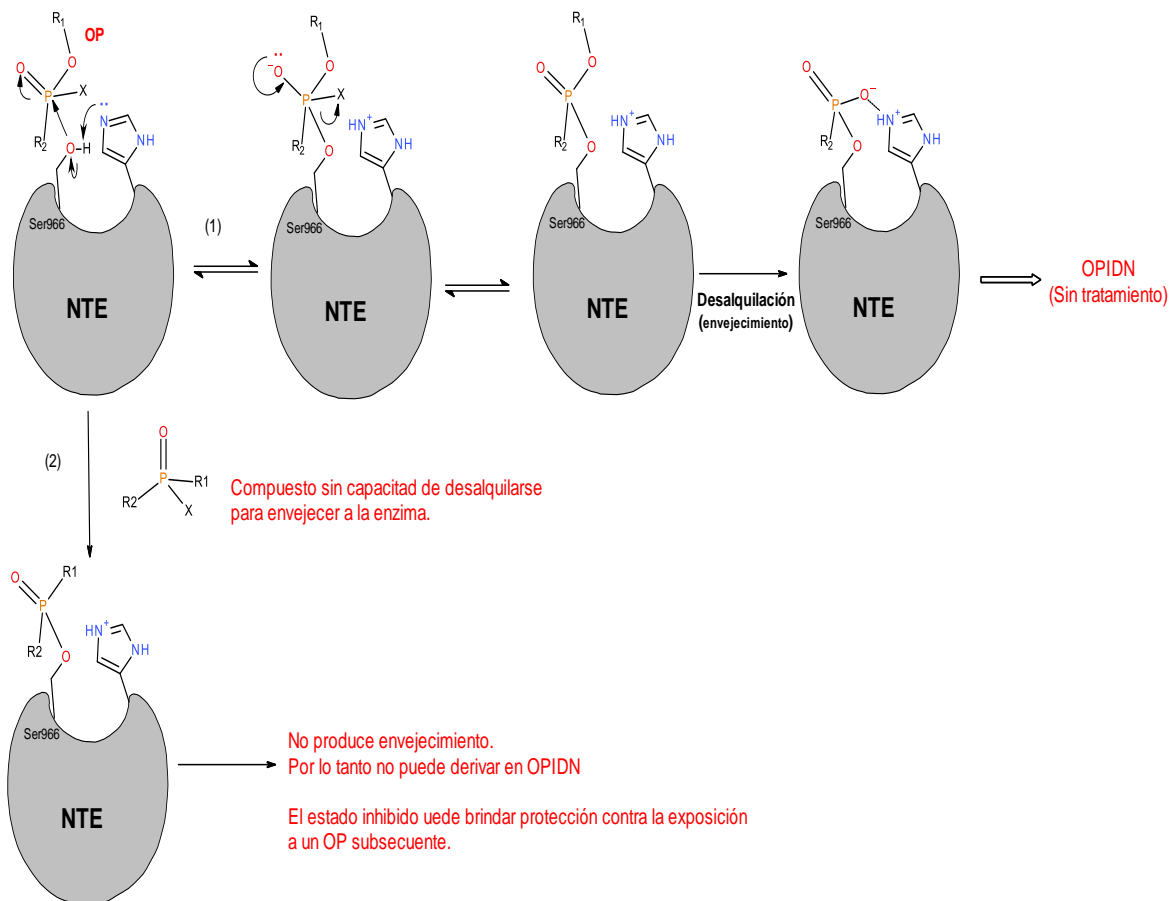 R1
OP
O
O
P
X
R2
O
H
N
NH
Ser966
NTE
(1)
R1
-O
O
P
X
R2
O
HN+
NH
Ser966
NTE
R1
O
O
P
R2
O
HN+
NH
NTE
Desalquilación
(envejecimiento)
O
P
O-
R2
O
HN+
NH
Ser966
NTE
OPIDN
(Sin tratamiento)
(2)
O
P
R1
R2
X
Compuesto sin capacitad de desalquilarse
para envejecer a la enzima.
O
R1
P
R2
O
HN+
NH
Ser966
NTE
No produce envejecimiento.
Por lo tanto no puede derivar en OPIDN
El estado inhibido uede brindar protección contra la exposición
a un OP subsecuente.